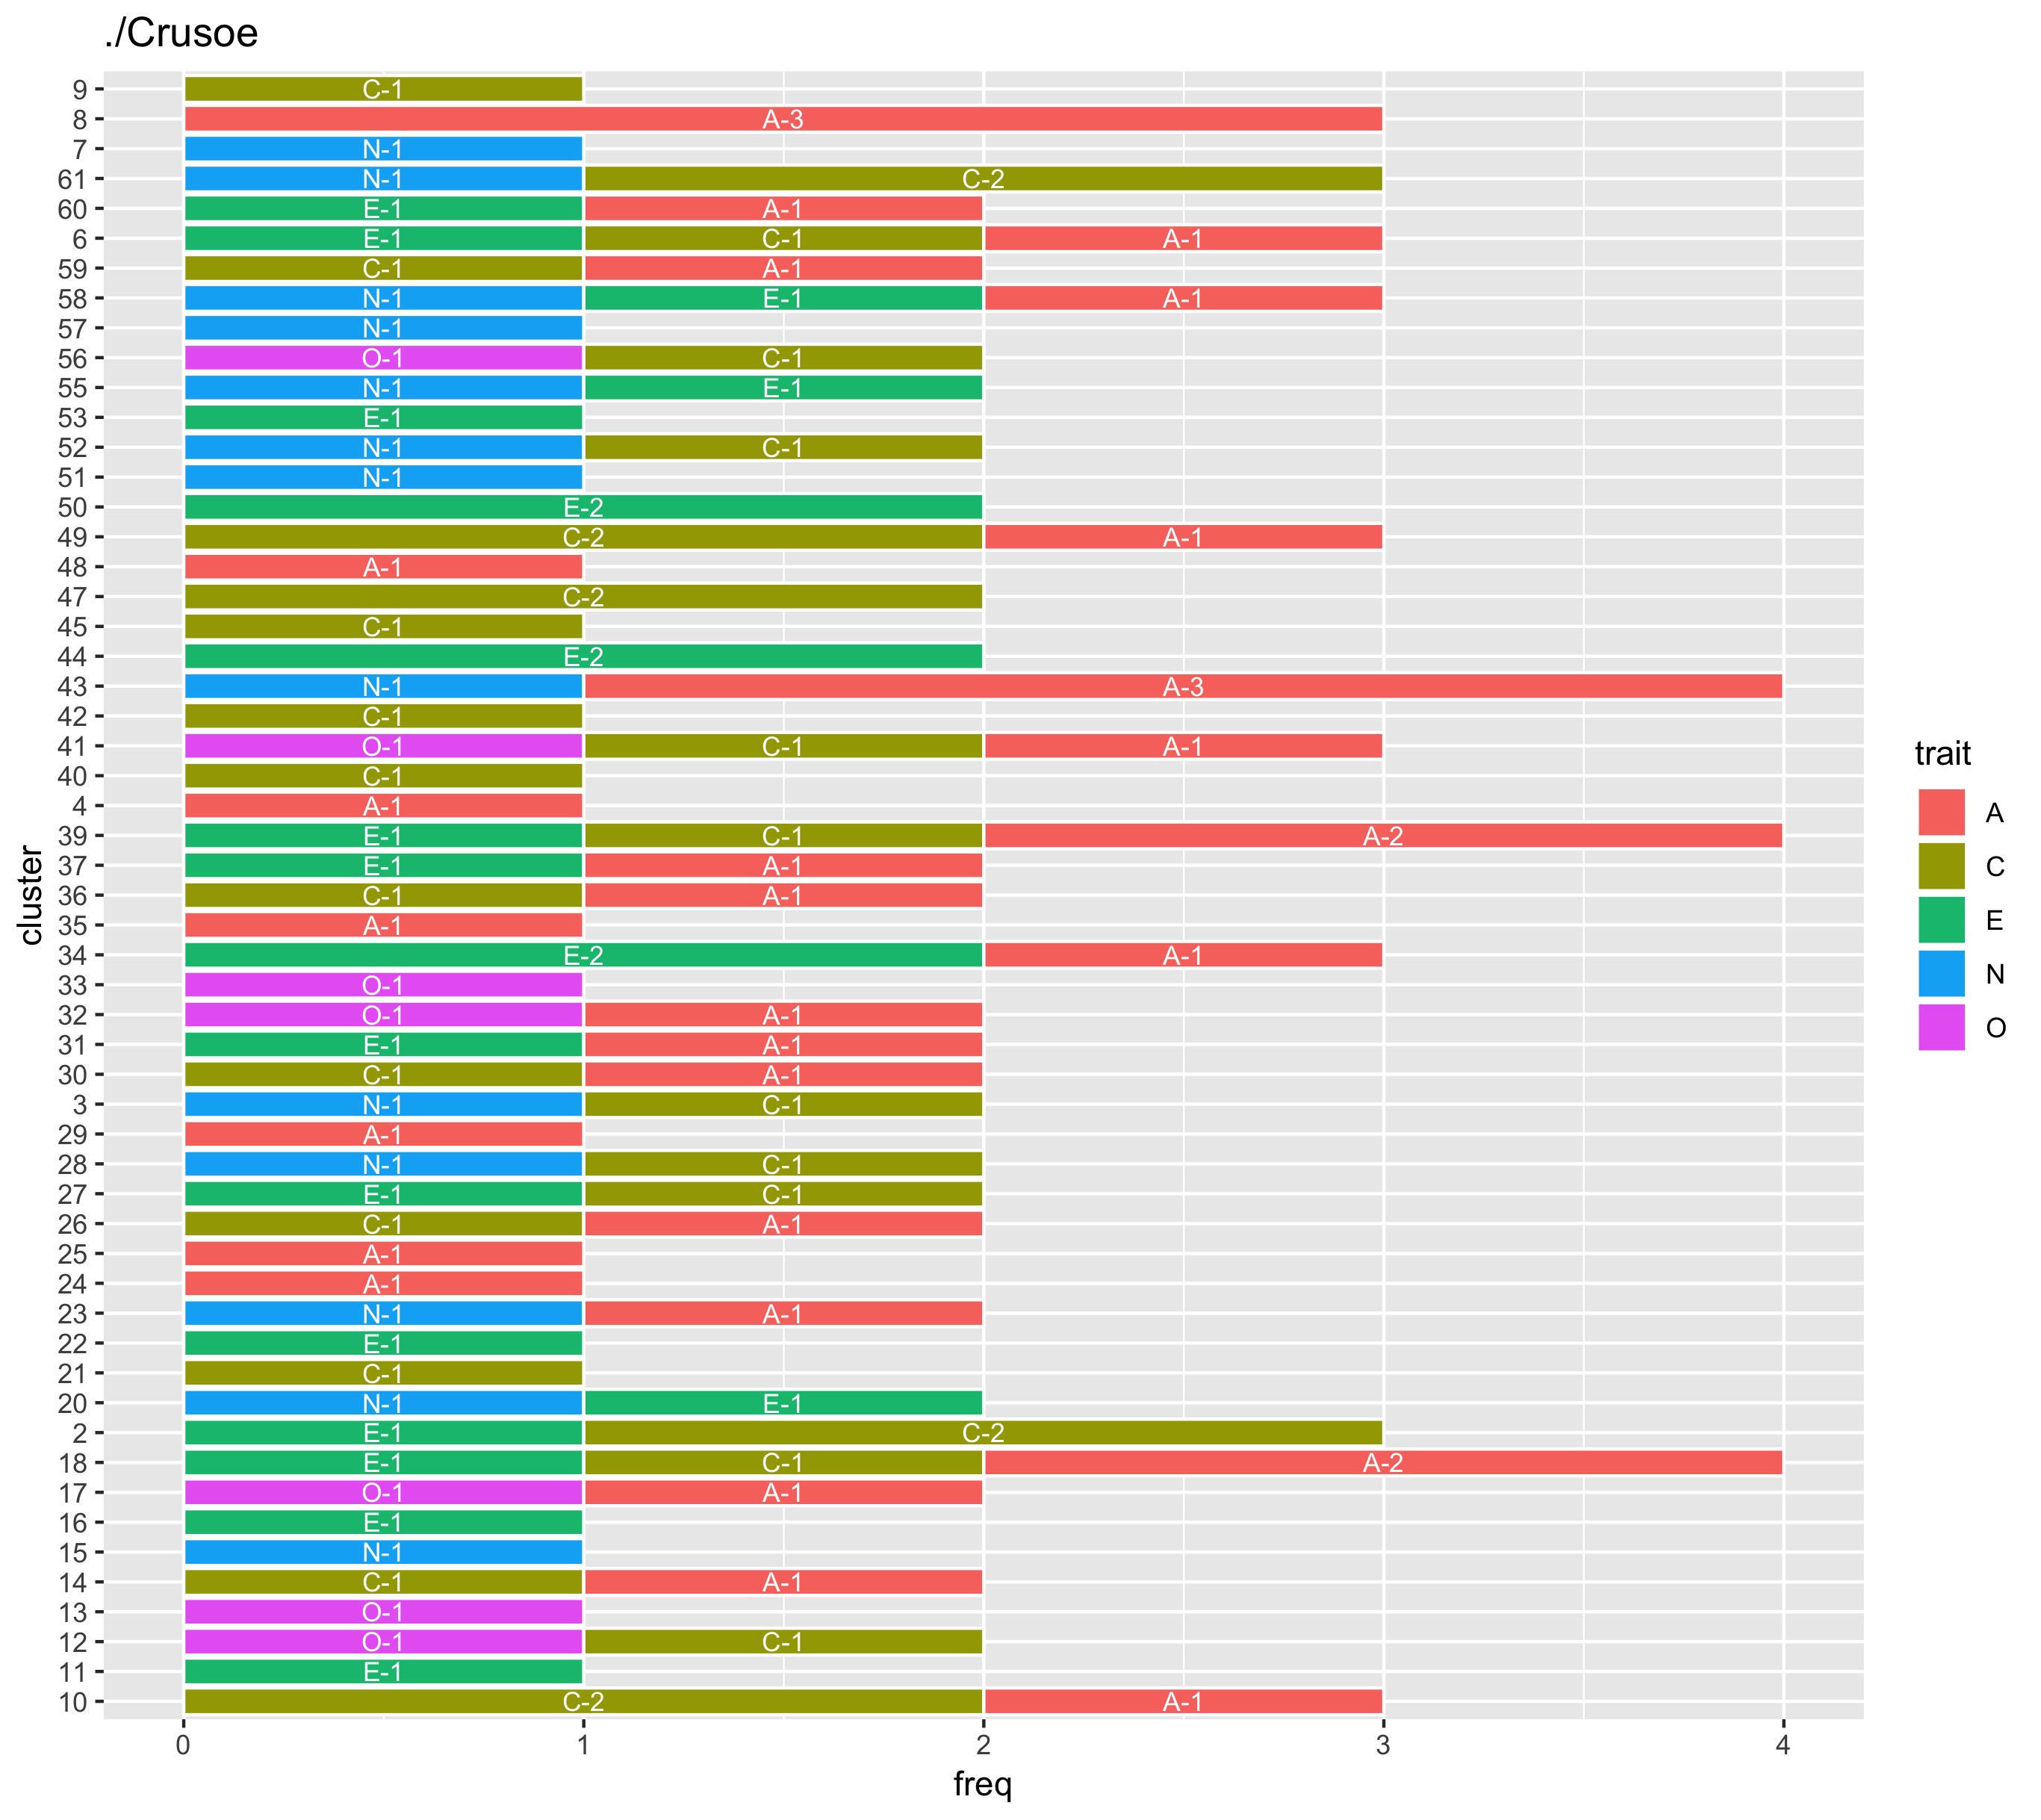 ./Crusoe
9 C-1
8 A-3
7 N-1
61 N-1 C-2
60 E-1 A-1
6 E-1 C-1 A-1
59 C-1 A-1
58 N-1 E-1 A-1
57 N-1
56 O-1 C-1
55 N-1 E-1
53 E-1
52 N-1 C-1
51 N-1
50 E-2
49 C-2 A-1
48 A-1
47 C-2
45 C-1
44 E-2
43 N-1 A-3
42 C-1
41 O-1 C-1 A-1
40 C-1
4 A-1
39 E-1 C-1 A-2
37 E-1 A-1
36 C-1 A-1
35 A-1
34 E-2 A-1
33 O-1
32 O-1 A-1
31 E-1 A-1
30 C-1 A-1
3 N-1 C-1
29 A-1
28 N-1 C-1
27 E-1 C-1
26 C-1 A-1
25 A-1
24 A-1
23 N-1 A-1
22 E-1
21 C-1
20 N-1 E-1
2 E-1 C-2
18 E-1 C-1 A-2
17 O-1 A-1
16 E-1
15 N-1
14 C-1 A-1
13 O-1
12 O-1 C-1
11 E-1
10 C-2 A-1
0 1 2 3 4
freq
cluster
trait
A
C
E
N
O